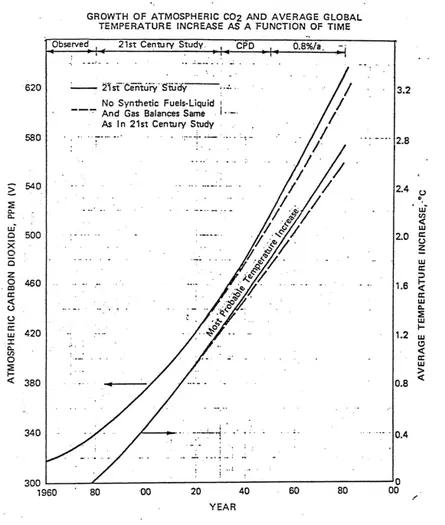 GROWTH OF ATMOSPHERIC CO2 AND AVERAGE GLOBAL
TEMPERATURE INCREASE AS A FUNCTION OF TIME
Observed 21st Century Study CPD 0.8%/a
21st Century Study
No Synthetic Fuels-Liquid
And Gas Balances Same
As In 21st Century Study
Most Probable Temperature Increase
ATMOSPHERIC CARBON DIOXIDE, PPM (V)
620
580
540
500
460
420
380
340
300
AVERAGE TEMPERATURE INCREASE, °C
3.2
2.8
2.4
2.0
1.6
1.2
0.8
0.4
0
1960 80 00 20 40 60 80 00
YEAR